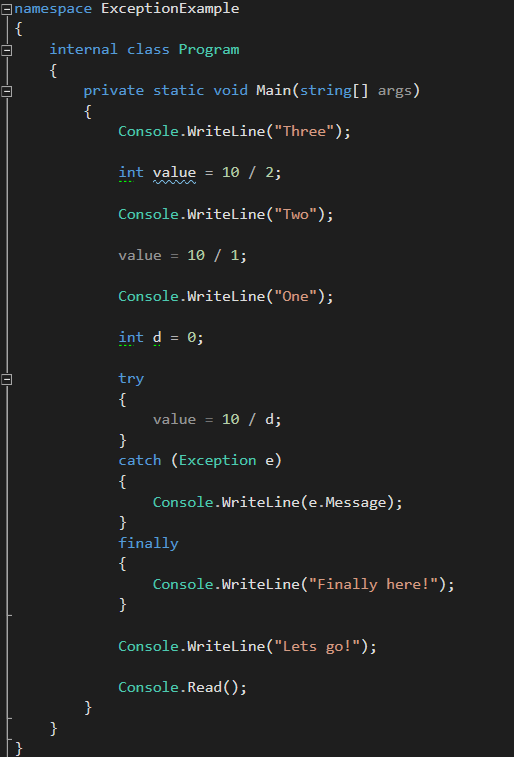 namespace ExceptionExample
{
    internal class Program
    {
        private static void Main(string[] args)
        {
            Console.WriteLine("Three");

            int value = 10 / 2;

            Console.WriteLine("Two");

            value = 10 / 1;

            Console.WriteLine("One");

            int d = 0;

            try
            {
                value = 10 / d;
            }
            catch (Exception e)
            {
                Console.WriteLine(e.Message);
            }
            finally
            {
                Console.WriteLine("Finally here!");
            }

            Console.WriteLine("Lets go!");

            Console.Read();
        }
    }
}